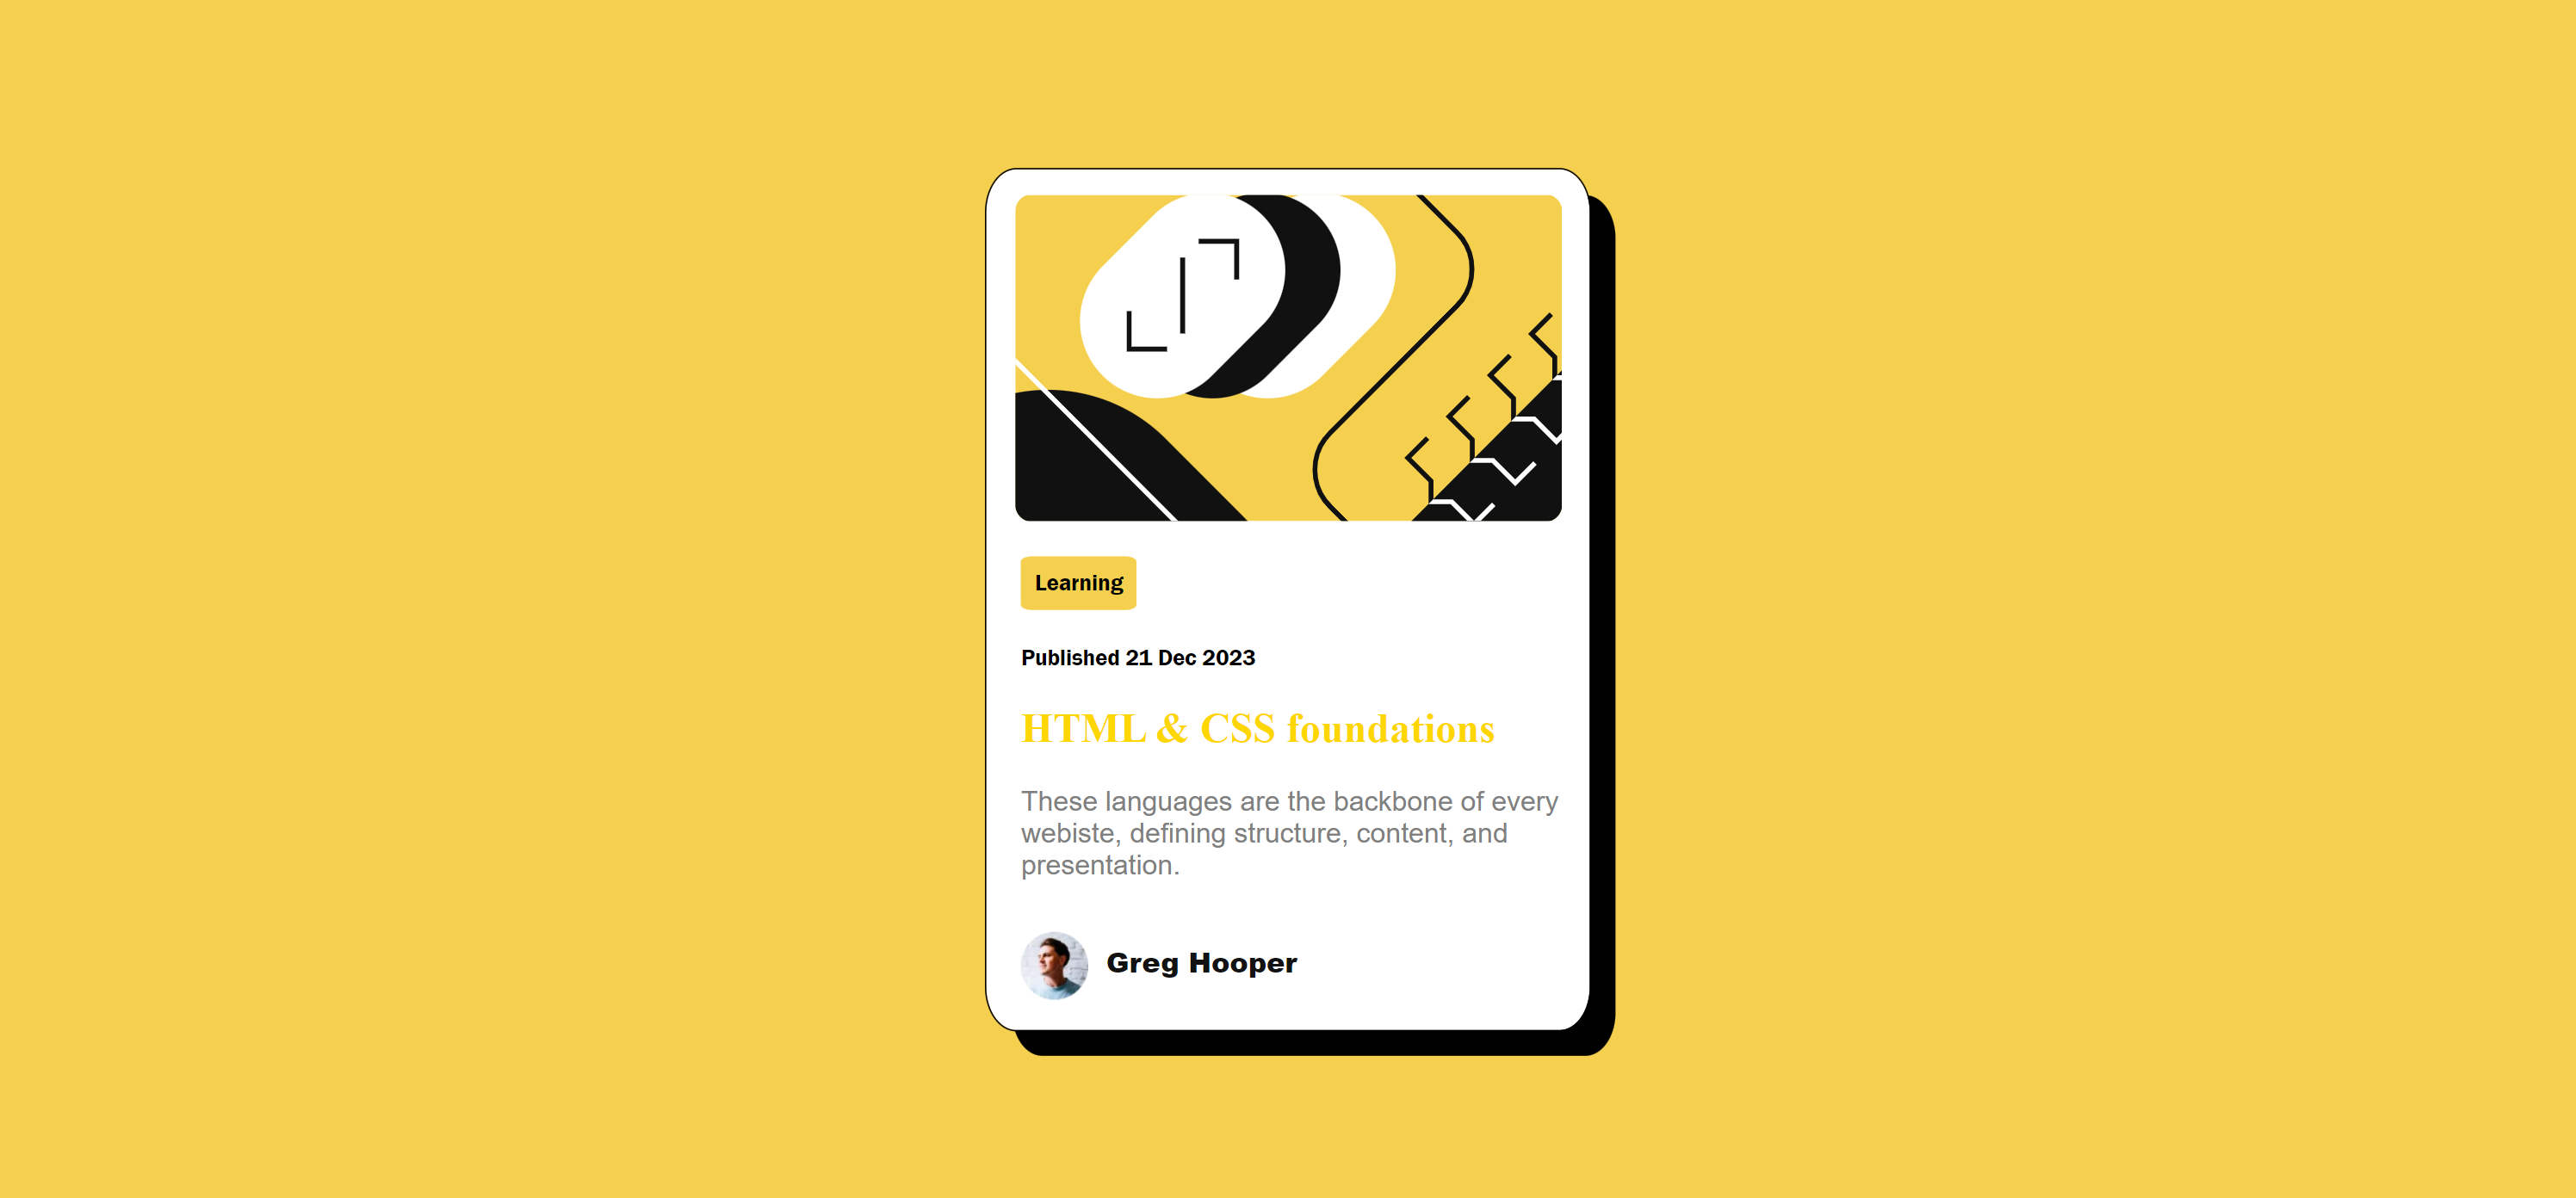 Learning
Published 21 Dec 2023
HTML & CSS foundations
These languages are the backbone of every
webiste, defining structure, content, and
presentation.
Greg Hooper